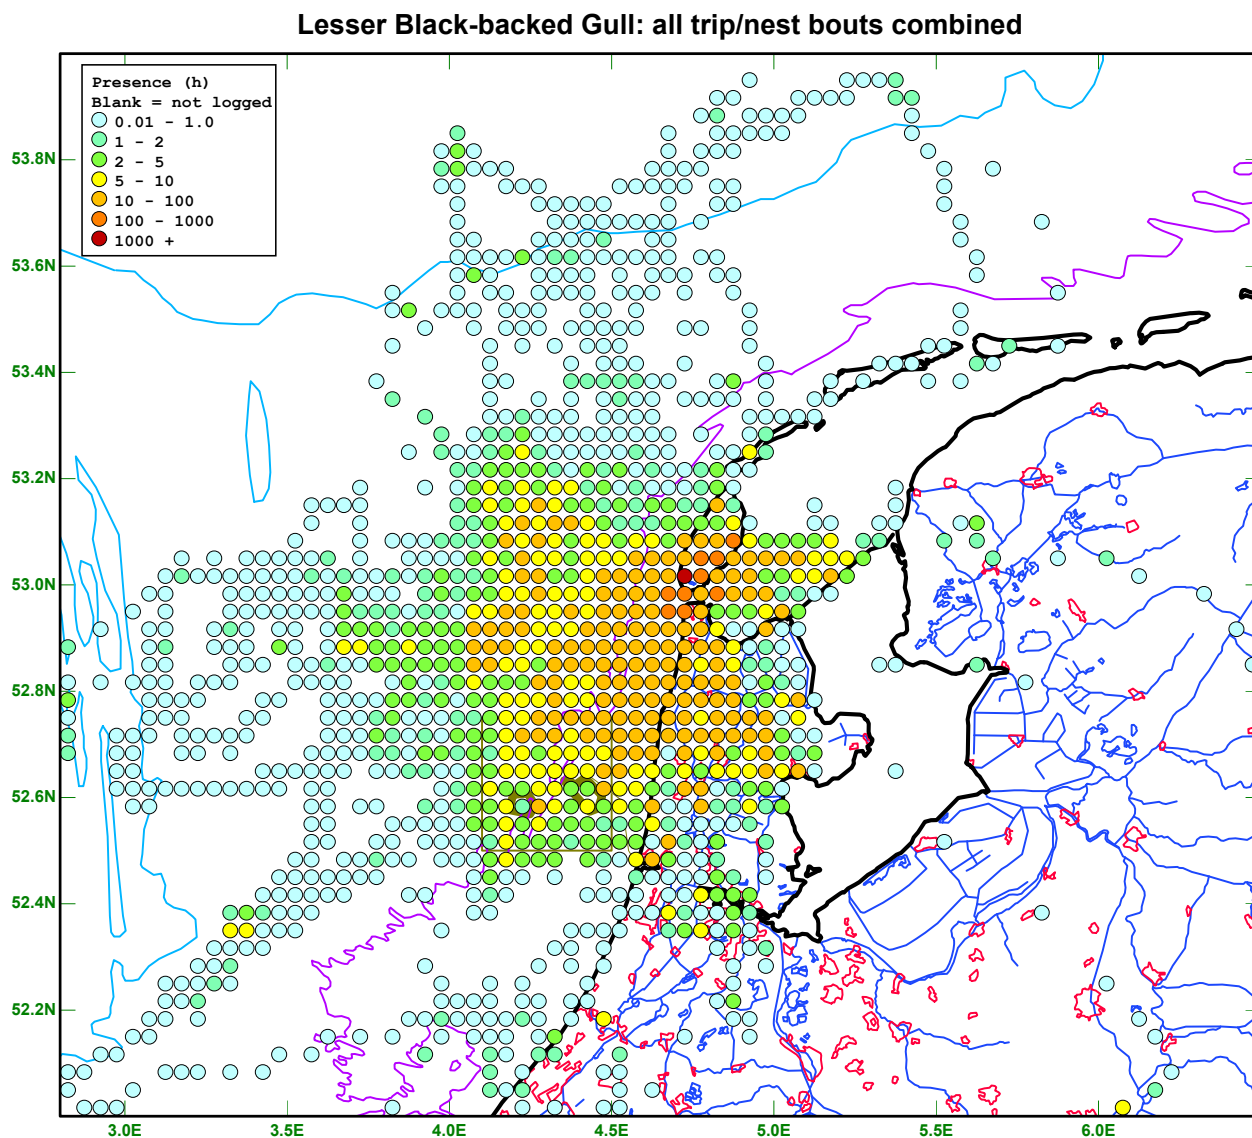 Lesser Black-backed Gull: all trip/nest bouts combined
Presence (h)
Blank = not logged
0.01 - 1.0
1 - 2
2 - 5
5 - 10
10 - 100
100 - 1000
1000 +
53.8N
53.6N
53.4N
53.2N
53.0N
52.8N
52.6N
52.4N
52.2N
3.0E
3.5E
4.0E
4.5E
5.0E
5.5E
6.0E